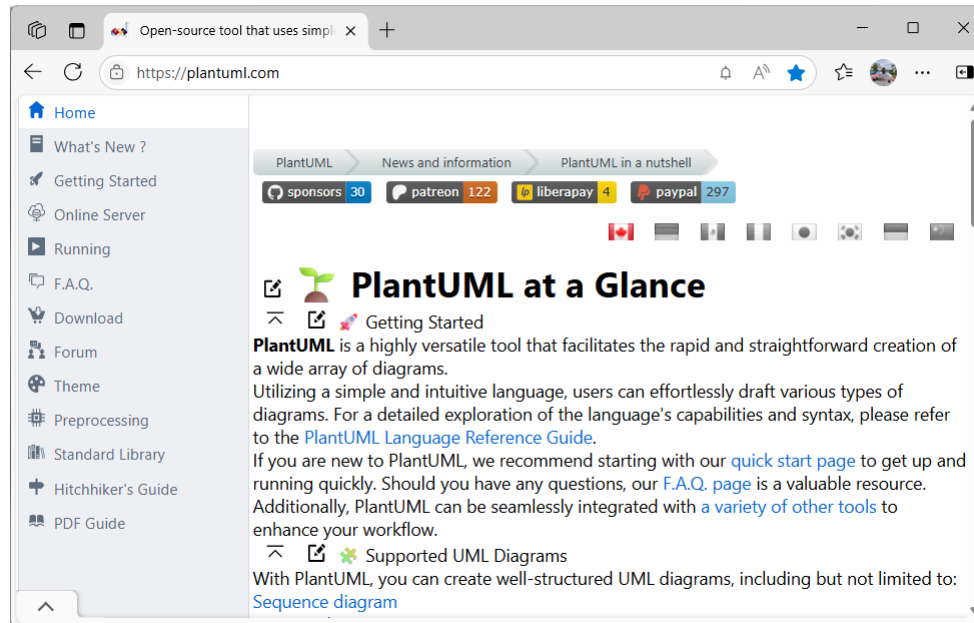 Open-source tool that uses simpl
https://plantuml.com
Home
What's New ?
Getting Started
Online Server
Running
F.A.Q.
Download
Forum
Theme
Preprocessing
Standard Library
Hitchhiker's Guide
PDF Guide
PlantUML News and information PlantUML in a nutshell
sponsors 30 patreon 122 liberapay 4 paypal 297
PlantUML at a Glance
Getting Started
PlantUML is a highly versatile tool that facilitates the rapid and straightforward creation of
a wide array of diagrams.
Utilizing a simple and intuitive language, users can effortlessly draft various types of
diagrams. For a detailed exploration of the language's capabilities and syntax, please refer
to the PlantUML Language Reference Guide.
If you are new to PlantUML, we recommend starting with our quick start page to get up and
running quickly. Should you have any questions, our F.A.Q. page is a valuable resource.
Additionally, PlantUML can be seamlessly integrated with a variety of other tools to
enhance your workflow.
Supported UML Diagrams
With PlantUML, you can create well-structured UML diagrams, including but not limited to:
Sequence diagram